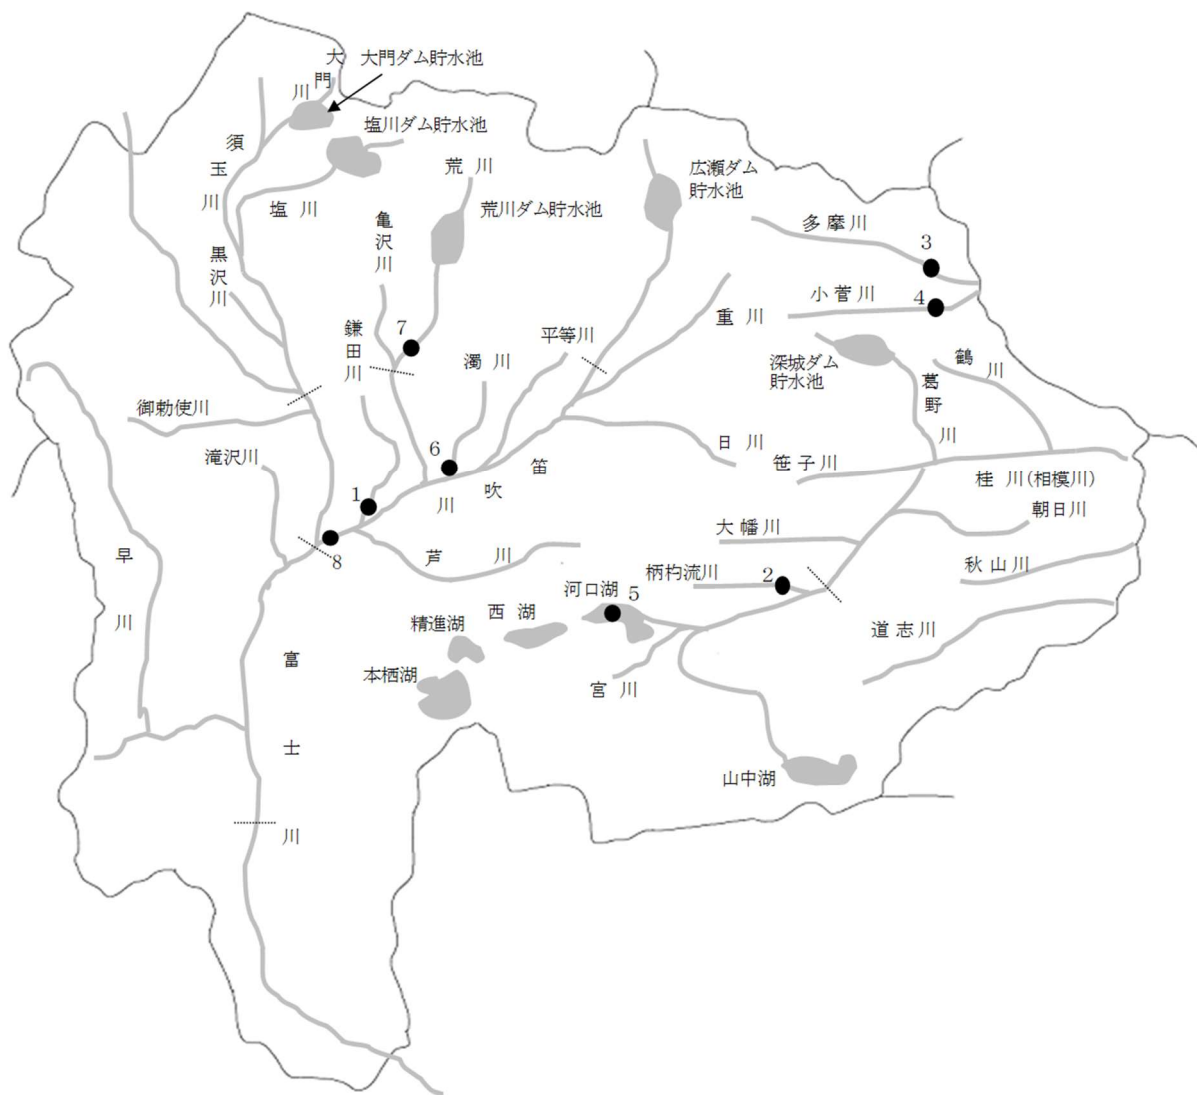 大門川
大門ダム貯水池
塩川ダム貯水池
須玉川
塩川
荒川
荒川ダム貯水池
亀沢川
黒沢川
広瀬ダム
貯水池
多摩川
3
小菅川
4
重川
平等川
鎌田川
7
濁川
深城ダム
貯水池
鶴川
葛野川
御勅使川
滝沢川
6
日川
笹子川
桂川(相模川)
朝日川
笛吹川
1
8
大幡川
秋山川
芦川
柄杓流川
2
早川
河口湖
5
西湖
精進湖
道志川
本栖湖
宮川
富士川
山中湖